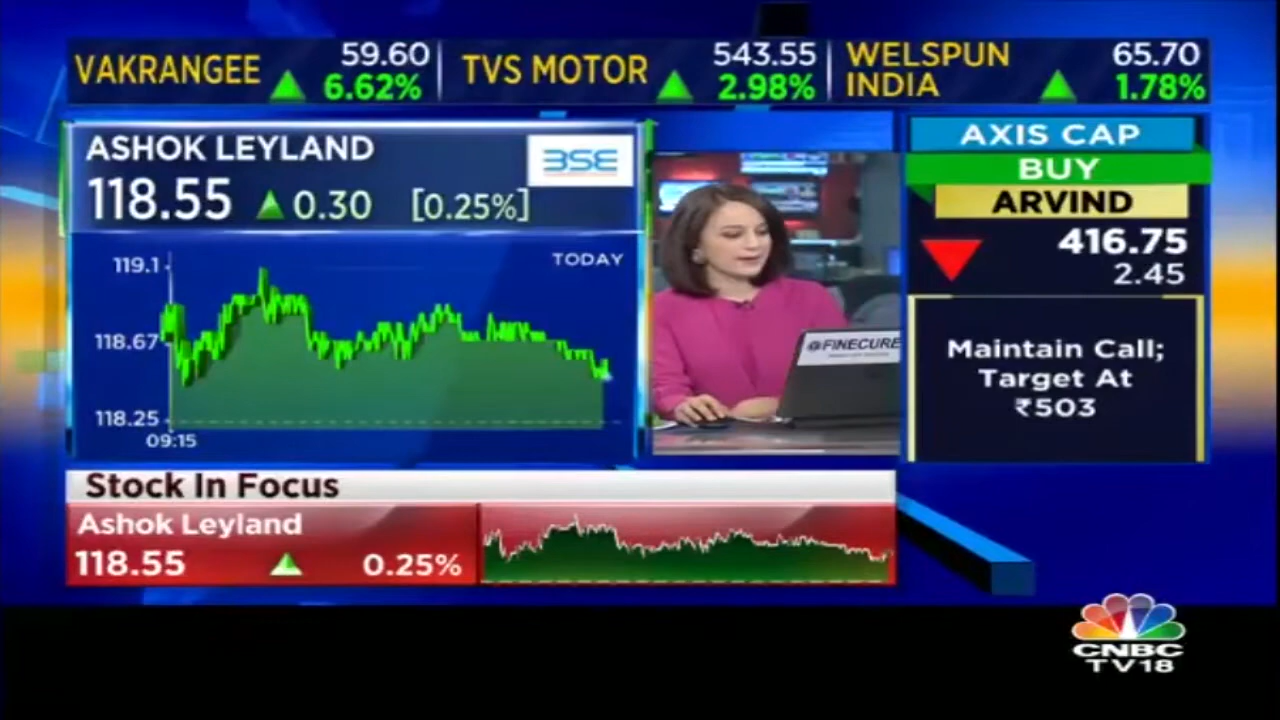 VAKRANGEE
59.60
6.62%
TVS MOTOR
543.55
2.98%
WELSPUN
INDIA
65.70
1.78%
ASHOK LEYLAND
BSE
118.55
0.30
[0.25%]
TODAY
119.1
118.67
118.25
09:15
FINECURE
AXIS CAP
BUY
ARVIND
416.75
2.45
Maintain Call;
Target At
₹503
Stock In Focus
Ashok Leyland
118.55
0.25%
CNBC
TV18